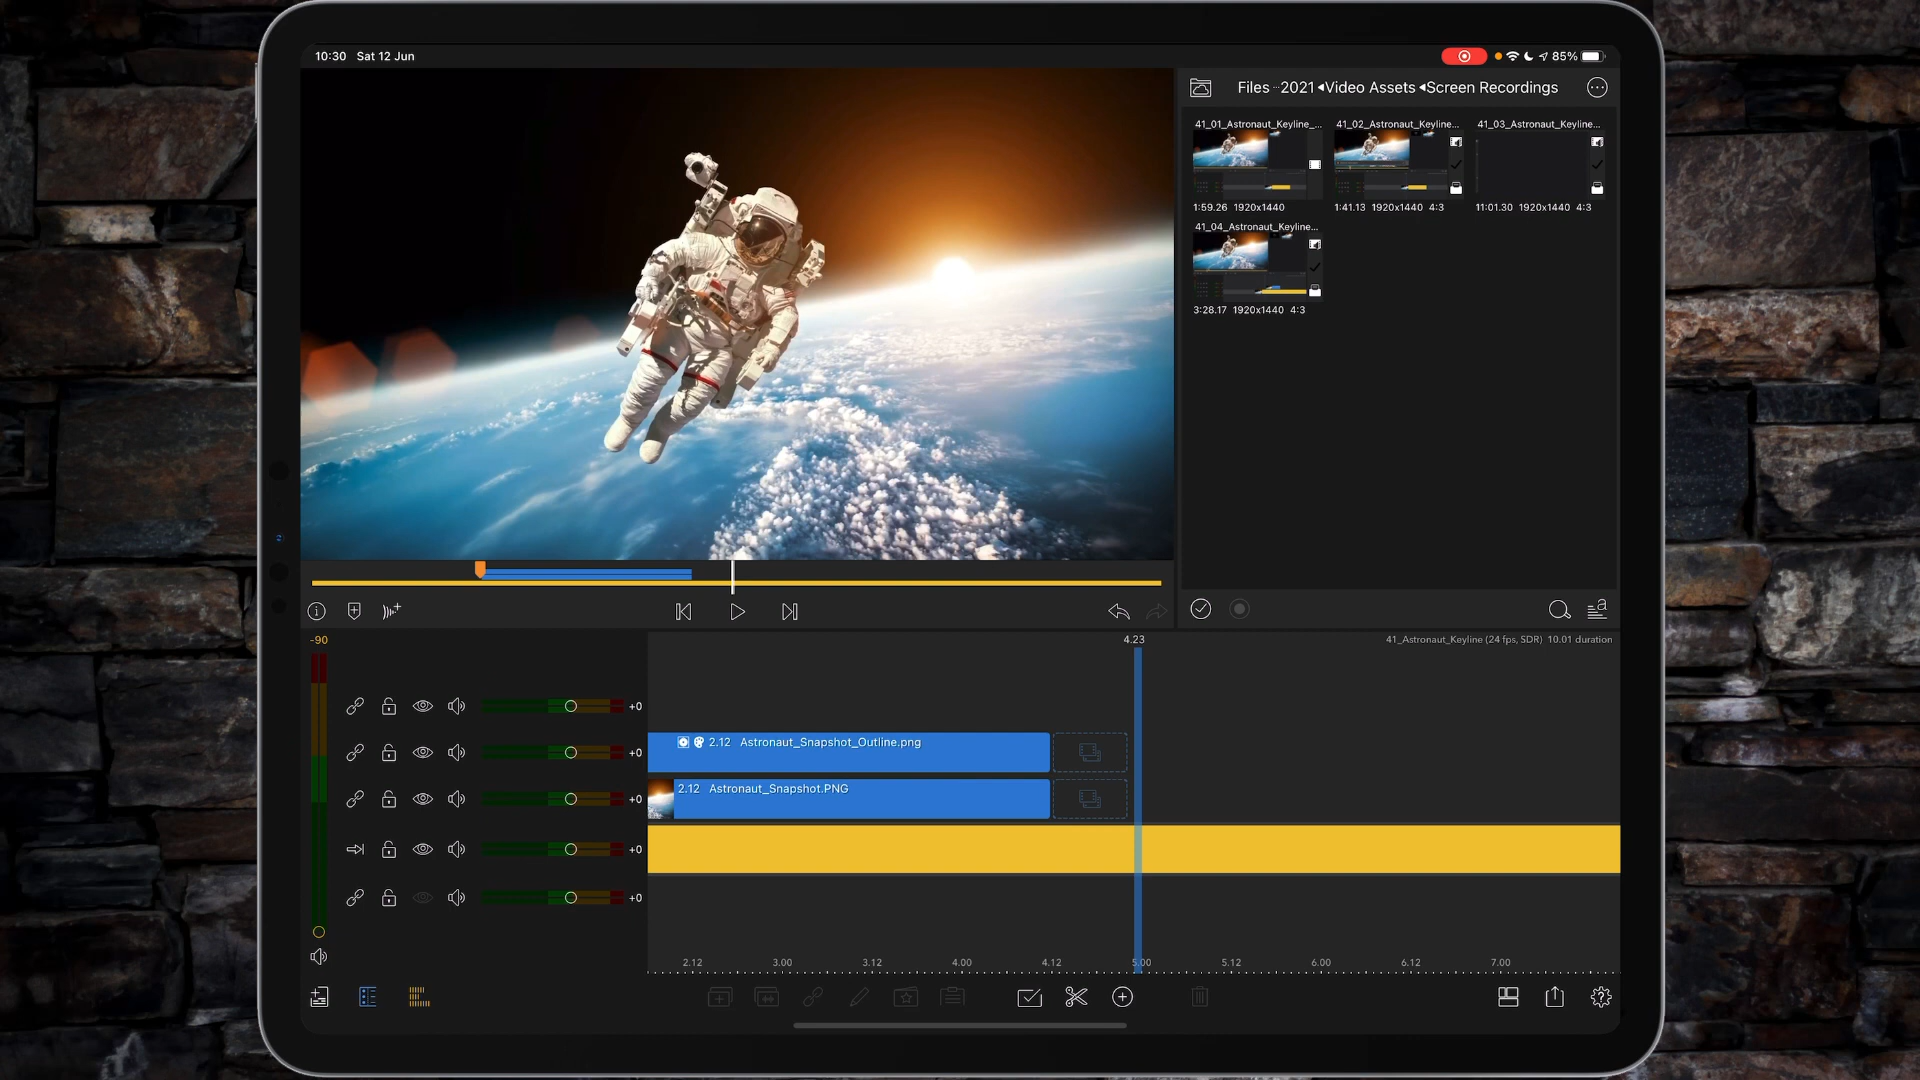 10:30 Sat 12 Jun
85%
Files ··· 2021 ◂Video Assets ◂Screen Recordings
41_01_Astronaut_Keyline_...
41_02_Astronaut_Keyline...
41_03_Astronaut_Keyline...
1:59.26 1920x1440
1:41.13 1920x1440 4:3
11:01.30 1920x1440 4:3
41_04_Astronaut_Keyline...
3:28.17 1920x1440 4:3
-90
4.23
41_Astronaut_Keyline (24 fps, SDR) 10.01 duration
+0
+0
2.12 Astronaut_Snapshot_Outline.png
+0
2.12 Astronaut_Snapshot.PNG
+0
+0
2.12 3.00 3.12 4.00 4.12 5.00 5.12 6.00 6.12 7.00